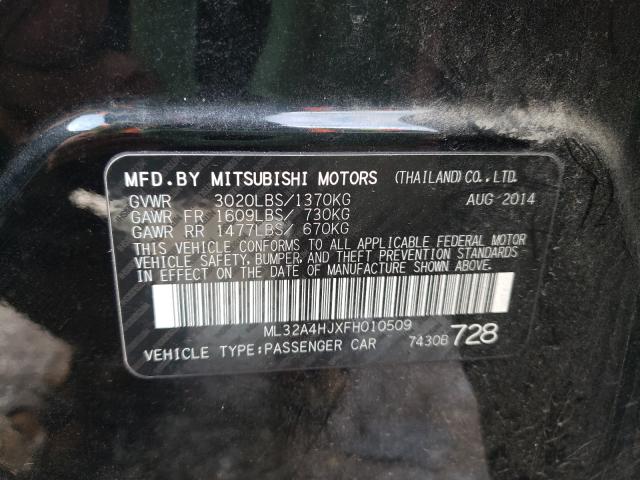 MFD.BY MITSUBISHI MOTORS (THAILAND)CO.,LTD.
GVWR 3020LBS/1370KG AUG 2014
GAWR FR 1609LBS/ 730KG
GAWR RR 1477LBS/ 670KG
THIS VEHICLE CONFORMS TO ALL APPLICABLE FEDERAL MOTOR
VEHICLE SAFETY, BUMPER, AND THEFT PREVENTION STANDARDS
IN EFFECT ON THE DATE OF MANUFACTURE SHOWN ABOVE.
ML32A4HJXFH010509
VEHICLE TYPE:PASSENGER CAR 7430B 728